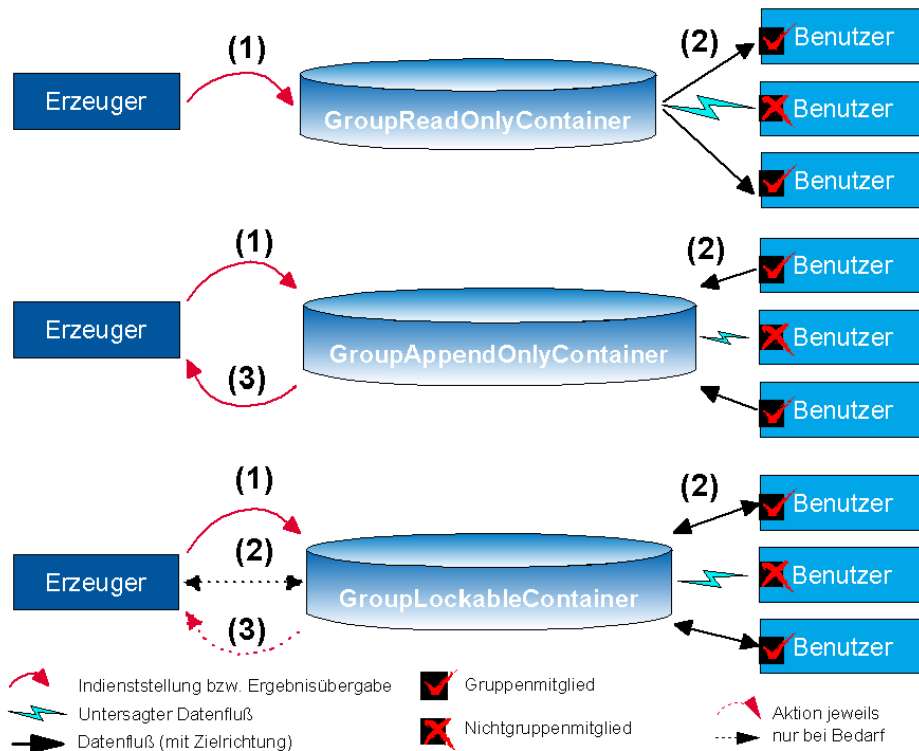 (1)
(2)
Erzeuger
GroupReadOnlyContainer
Benutzer
Benutzer
Benutzer
(1)
(2)
Erzeuger
GroupAppendOnlyContainer
(3)
Benutzer
Benutzer
Benutzer
(1)
(2)
(2)
Erzeuger
GroupLockableContainer
(3)
Benutzer
Benutzer
Benutzer
Indienststellung bzw. Ergebnisübergabe
Untersagter Datenfluß
Datenfluß (mit Zielrichtung)
Gruppenmitglied
Nichtgruppenmitglied
Aktion jeweils
nur bei Bedarf